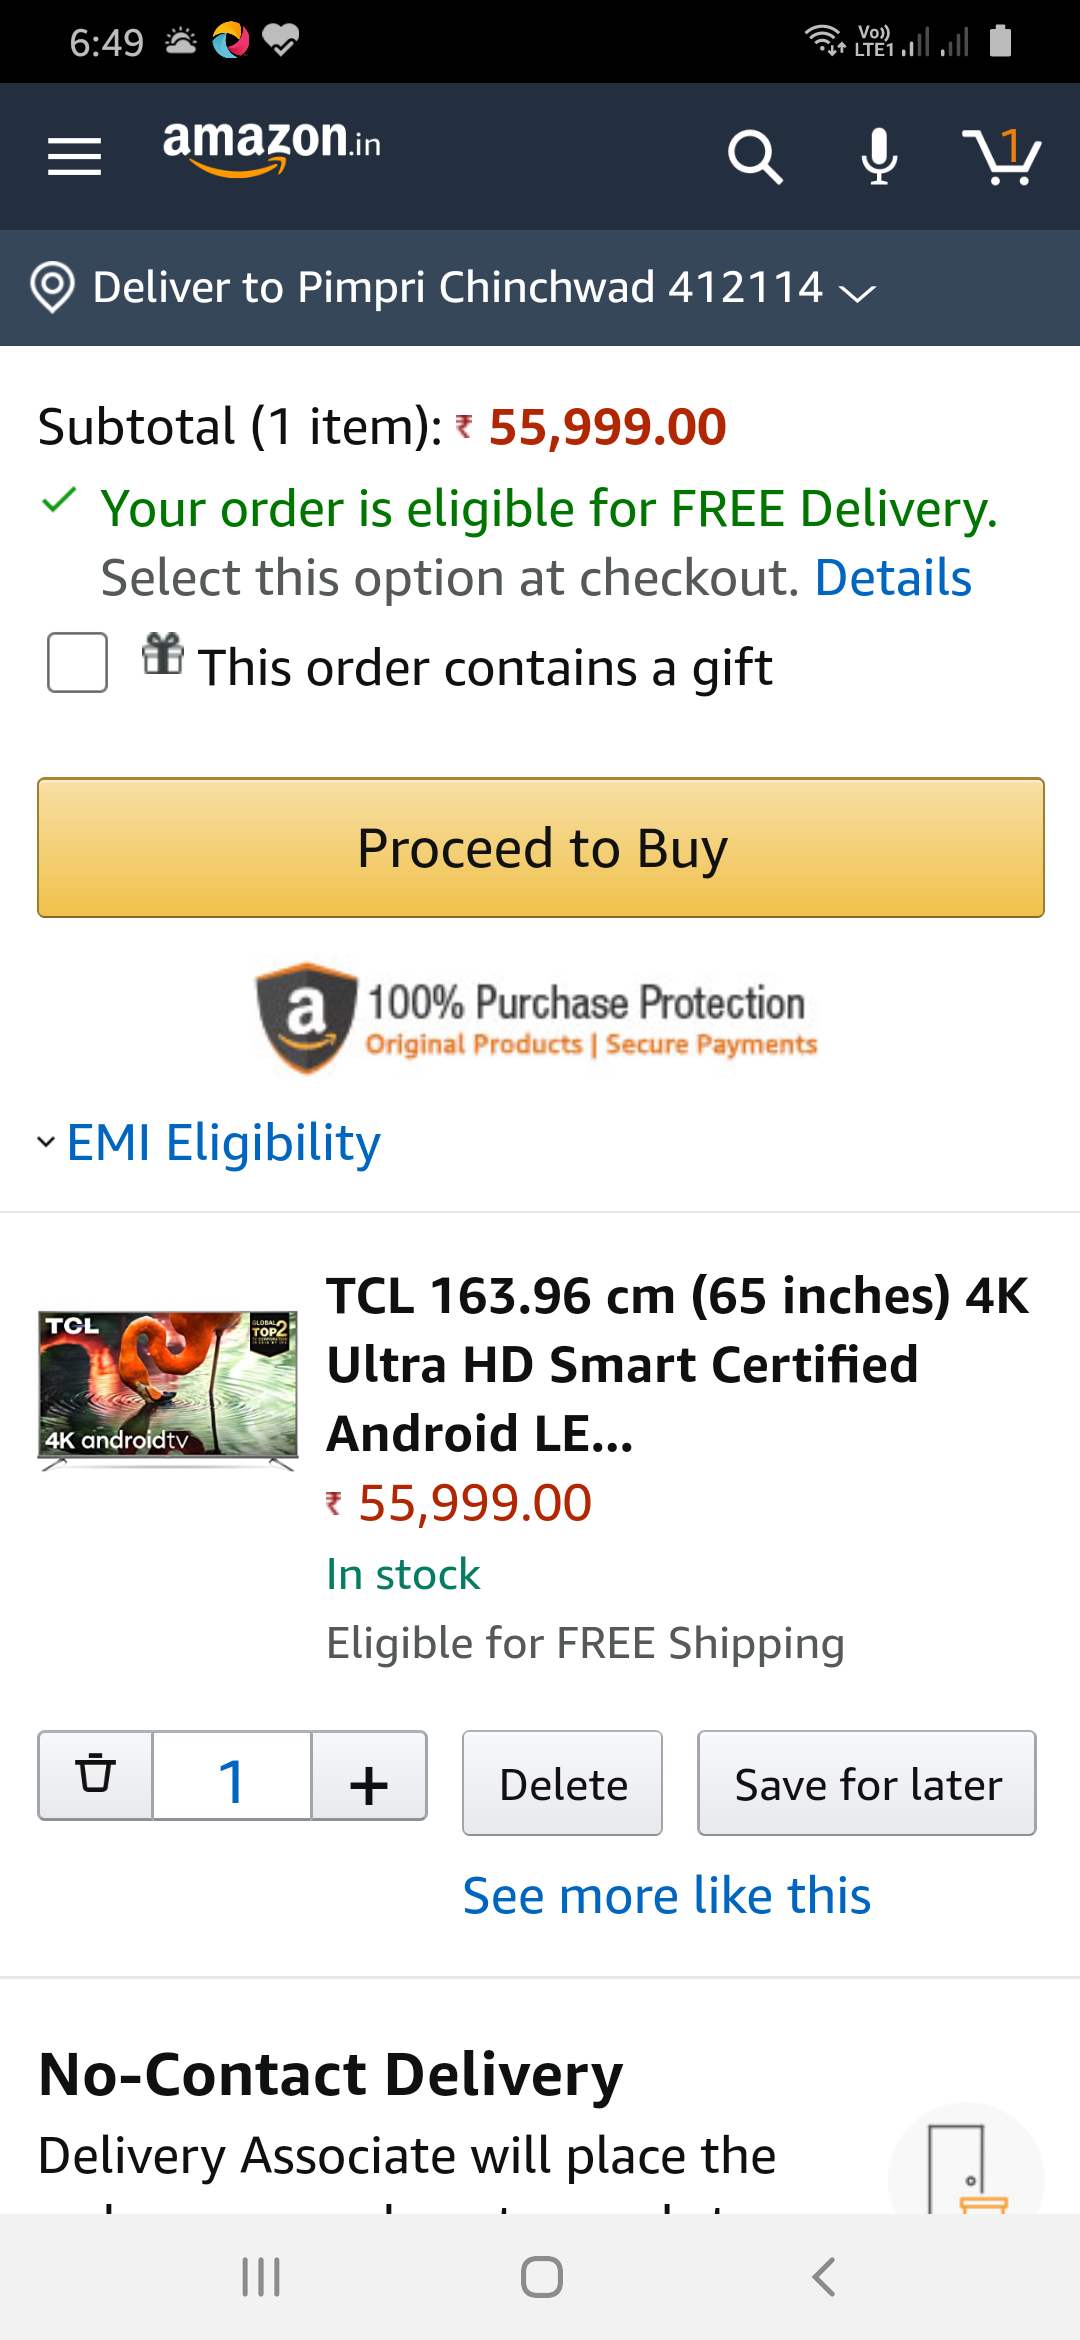 6:49
Vo))
LTE1
amazon.in
1
Deliver to Pimpri Chinchwad 412114
Subtotal (1 item): ₹ 55,999.00
Your order is eligible for FREE Delivery.
Select this option at checkout. Details
This order contains a gift
Proceed to Buy
a
100% Purchase Protection
Original Products | Secure Payments
EMI Eligibility
TCL
GLOBAL
TOP2
4K androidtv
TCL 163.96 cm (65 inches) 4K
Ultra HD Smart Certified
Android LE...
₹ 55,999.00
In stock
Eligible for FREE Shipping
1
+
Delete
Save for later
See more like this
No-Contact Delivery
Delivery Associate will place the